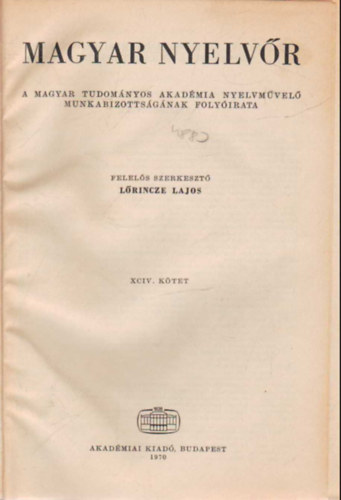 MAGYAR NYELVŐR
A MAGYAR TUDOMÁNYOS AKADÉMIA NYELVMŰVELŐ
MUNKABIZOTTSÁGÁNAK FOLYÓIRATA
FELELŐS SZERKESZTŐ
LŐRINCZE LAJOS
XCIV. KÖTET
AKADÉMIAI KIADÓ, BUDAPEST
1970